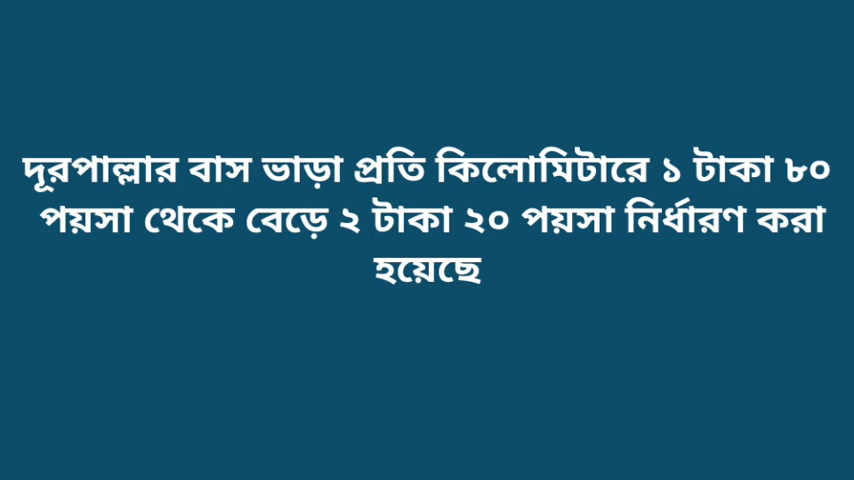 দূরপাল্লার বাস ভাড়া প্রতি কিলোমিটারে ১ টাকা ৮০
পয়সা থেকে বেড়ে ২ টাকা ২০ পয়সা নির্ধারণ করা
হয়েছে